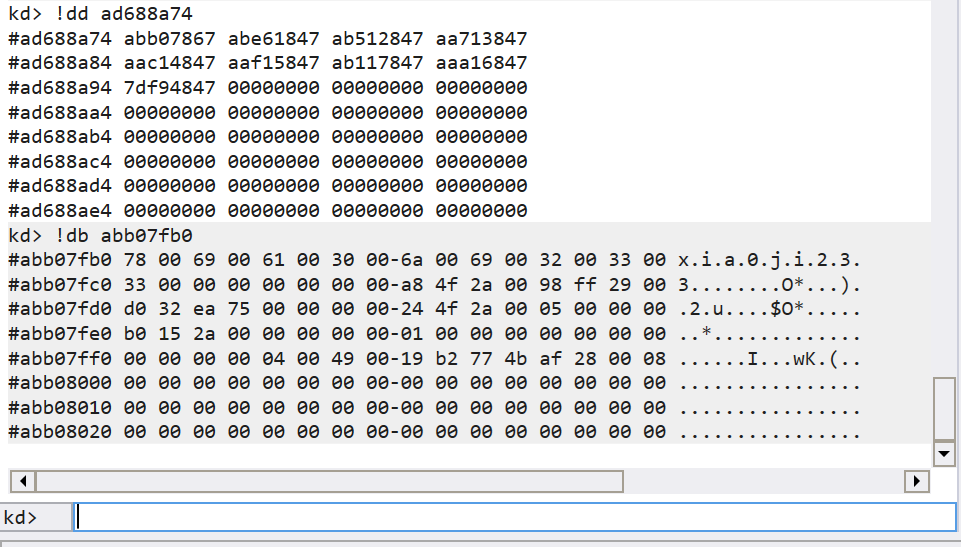 kd> !dd ad688a74
#ad688a74 abb07867 abe61847 ab512847 aa713847
#ad688a84 aac14847 aaf15847 ab117847 aaa16847
#ad688a94 7df94847 00000000 00000000 00000000
#ad688aa4 00000000 00000000 00000000 00000000
#ad688ab4 00000000 00000000 00000000 00000000
#ad688ac4 00000000 00000000 00000000 00000000
#ad688ad4 00000000 00000000 00000000 00000000
#ad688ae4 00000000 00000000 00000000 00000000
kd> !db abb07fb0
#abb07fb0 78 00 69 00 61 00 30 00-6a 00 69 00 32 00 33 00 x.i.a.0.j.i.2.3.
#abb07fc0 33 00 00 00 00 00 00 00-a8 4f 2a 00 98 ff 29 00 3........O*...).
#abb07fd0 d0 32 ea 75 00 00 00 00-24 4f 2a 00 05 00 00 00 .2.u....$O*.....
#abb07fe0 b0 15 2a 00 00 00 00 00-01 00 00 00 00 00 00 00 ..*.............
#abb07ff0 00 00 00 00 04 00 49 00-19 b2 77 4b af 28 00 08 ......I...wK.(..
#abb08000 00 00 00 00 00 00 00 00-00 00 00 00 00 00 00 00 ................
#abb08010 00 00 00 00 00 00 00 00-00 00 00 00 00 00 00 00 ................
#abb08020 00 00 00 00 00 00 00 00-00 00 00 00 00 00 00 00 ................
kd>